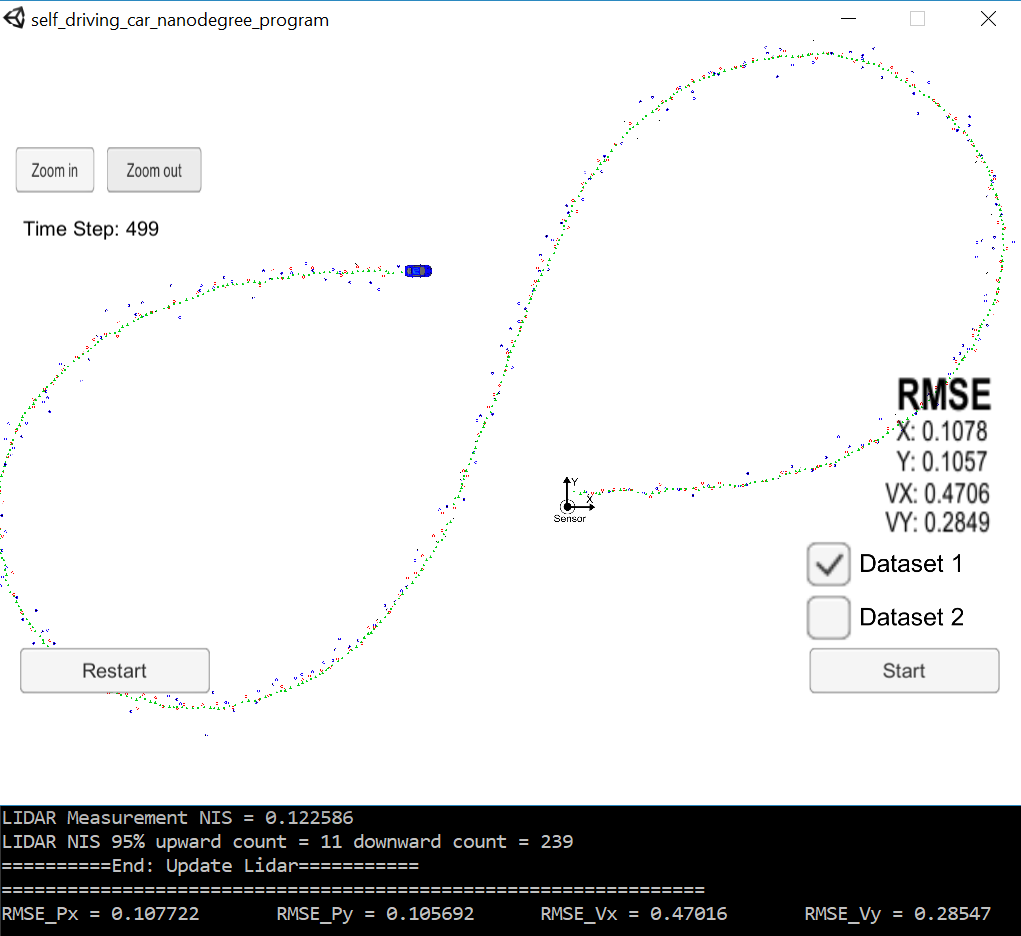 self_driving_car_nanodegree_program
Zoom in
Zoom out
Time Step: 499
RMSE
X: 0.1078
Y: 0.1057
VX: 0.4706
VY: 0.2849
Y
X
Sensor
Dataset 1
Dataset 2
Restart
Start
LIDAR Measurement NIS = 0.122586
LIDAR NIS 95% upward count = 11 downward count = 239
==========End: Update Lidar===========
================================================================
RMSE_Px = 0.107722 RMSE_Py = 0.105692 RMSE_Vx = 0.47016 RMSE_Vy = 0.28547